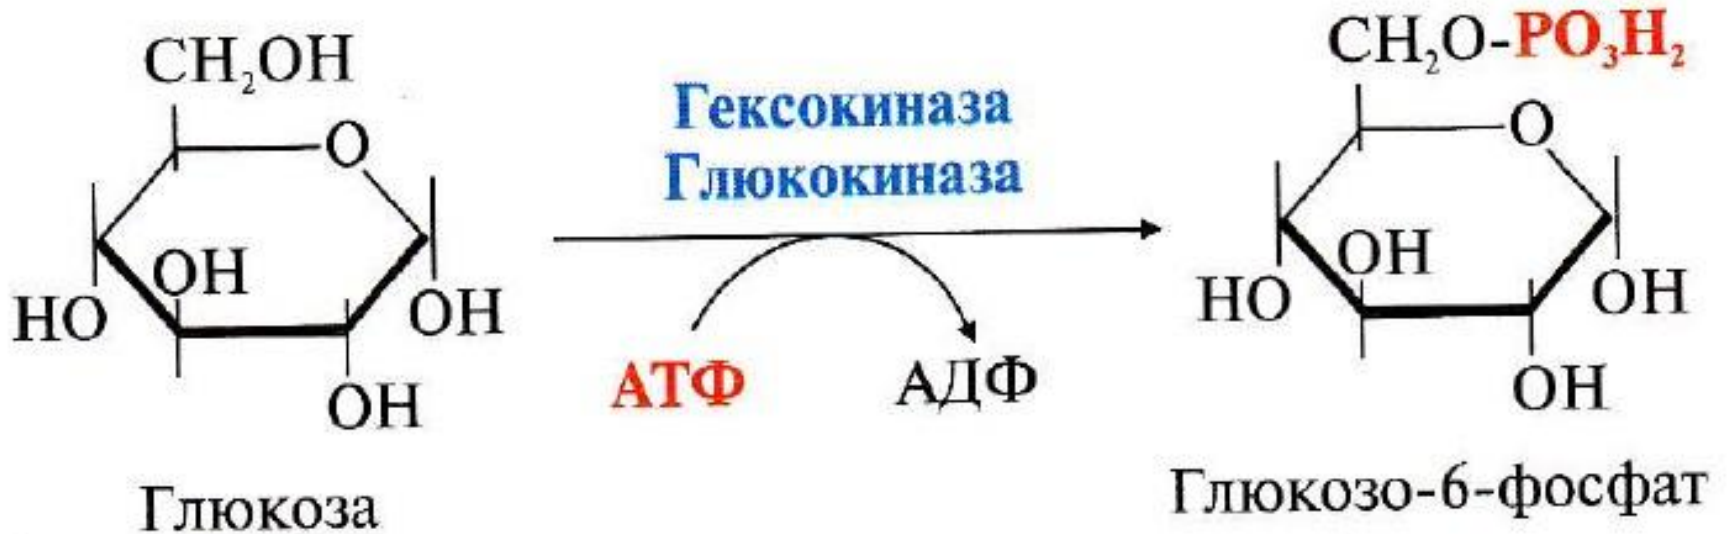 CH₂OH
O
OH
HO
OH
OH
Глюкоза
Гексокиназа
Глюкокиназа
АТФ
АДФ
CH₂O-PO₃H₂
O
OH
HO
OH
OH
Глюкозо-6-фосфат